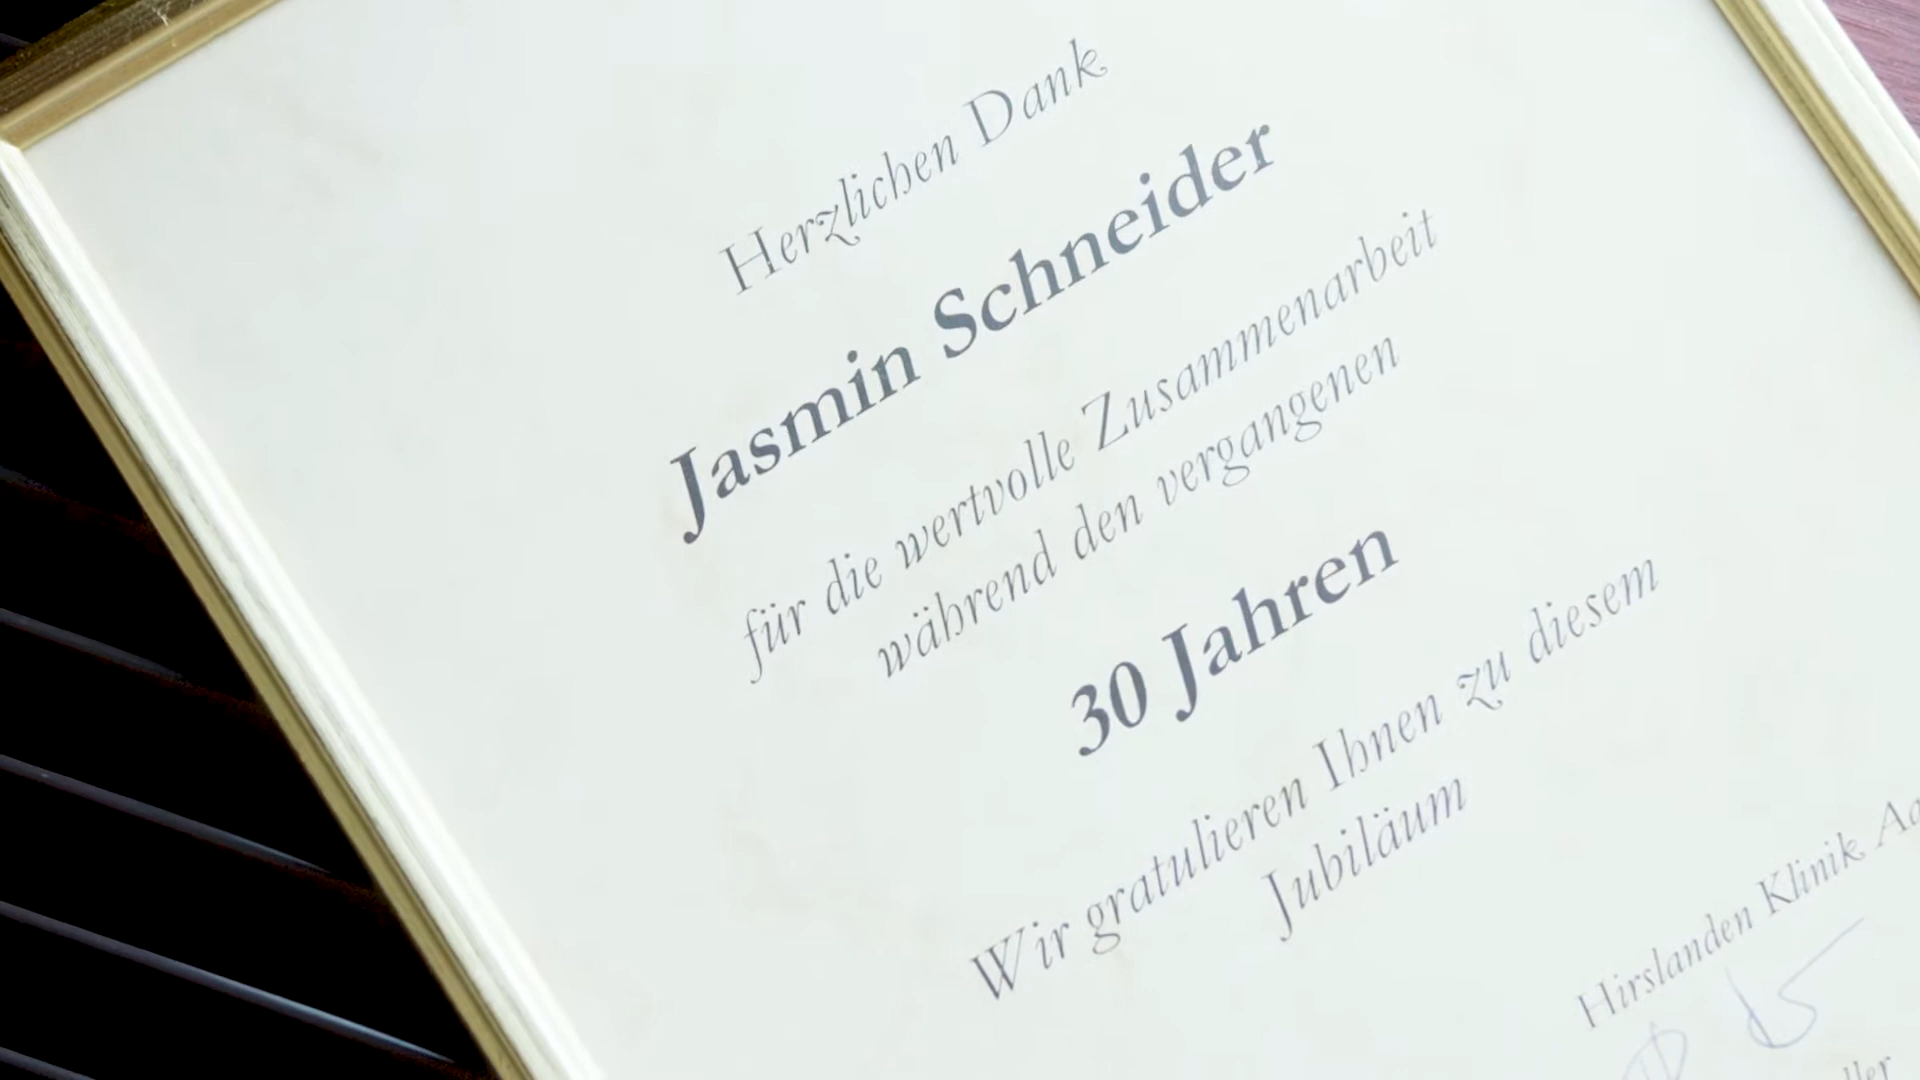 Herzlichen Dank
Jasmin Schneider
für die wertvolle Zusammenarbeit
während den vergangenen
30 Jahren
Wir gratulieren Ihnen zu diesem
Jubiläum
Hirslanden Klinik